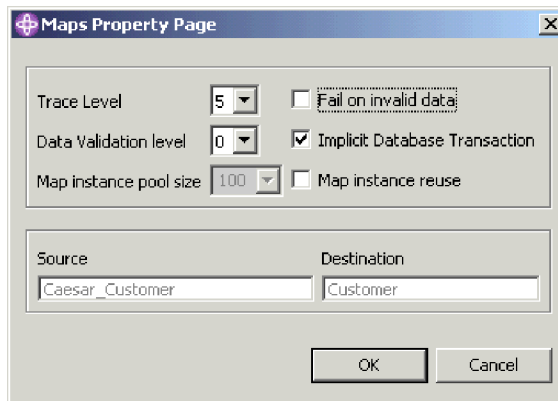 Maps Property Page
Trace Level 5 Fail on invalid data
Data Validation level 0 Implicit Database Transaction
Map instance pool size 100 Map instance reuse
Source Destination
Caesar_Customer Customer
OK Cancel